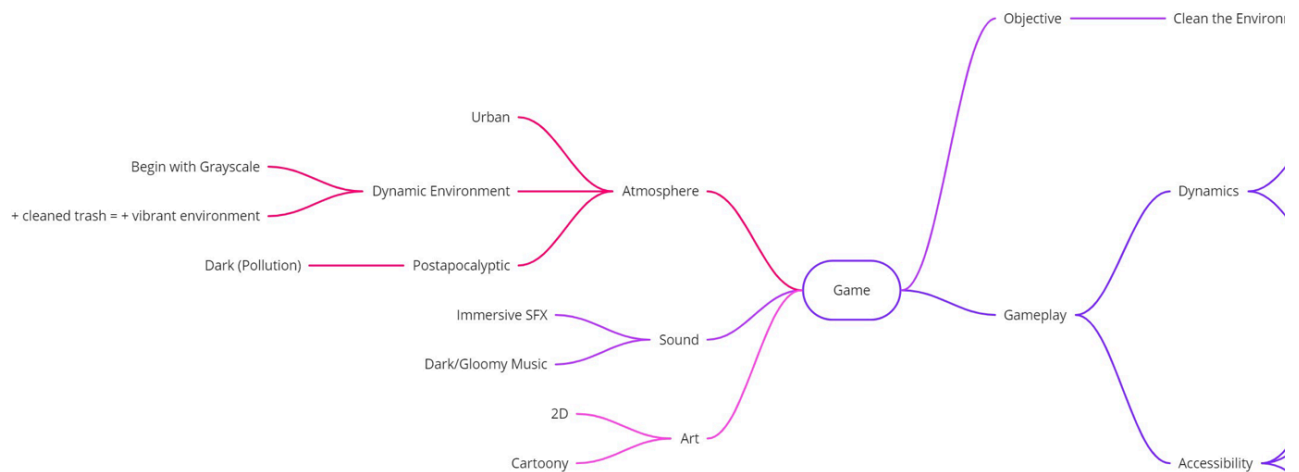 Objective
Clean the
Urban
Begin with Grayscale
Dynamic Environment
Atmosphere
Dynamics
+ cleaned trash = + vibrant environment
Dark (Pollution)
Postapocalyptic
Game
Immersive SFX
Gameplay
Sound
Dark/Gloomy Music
2D
Art
Cartoony
Accessibility